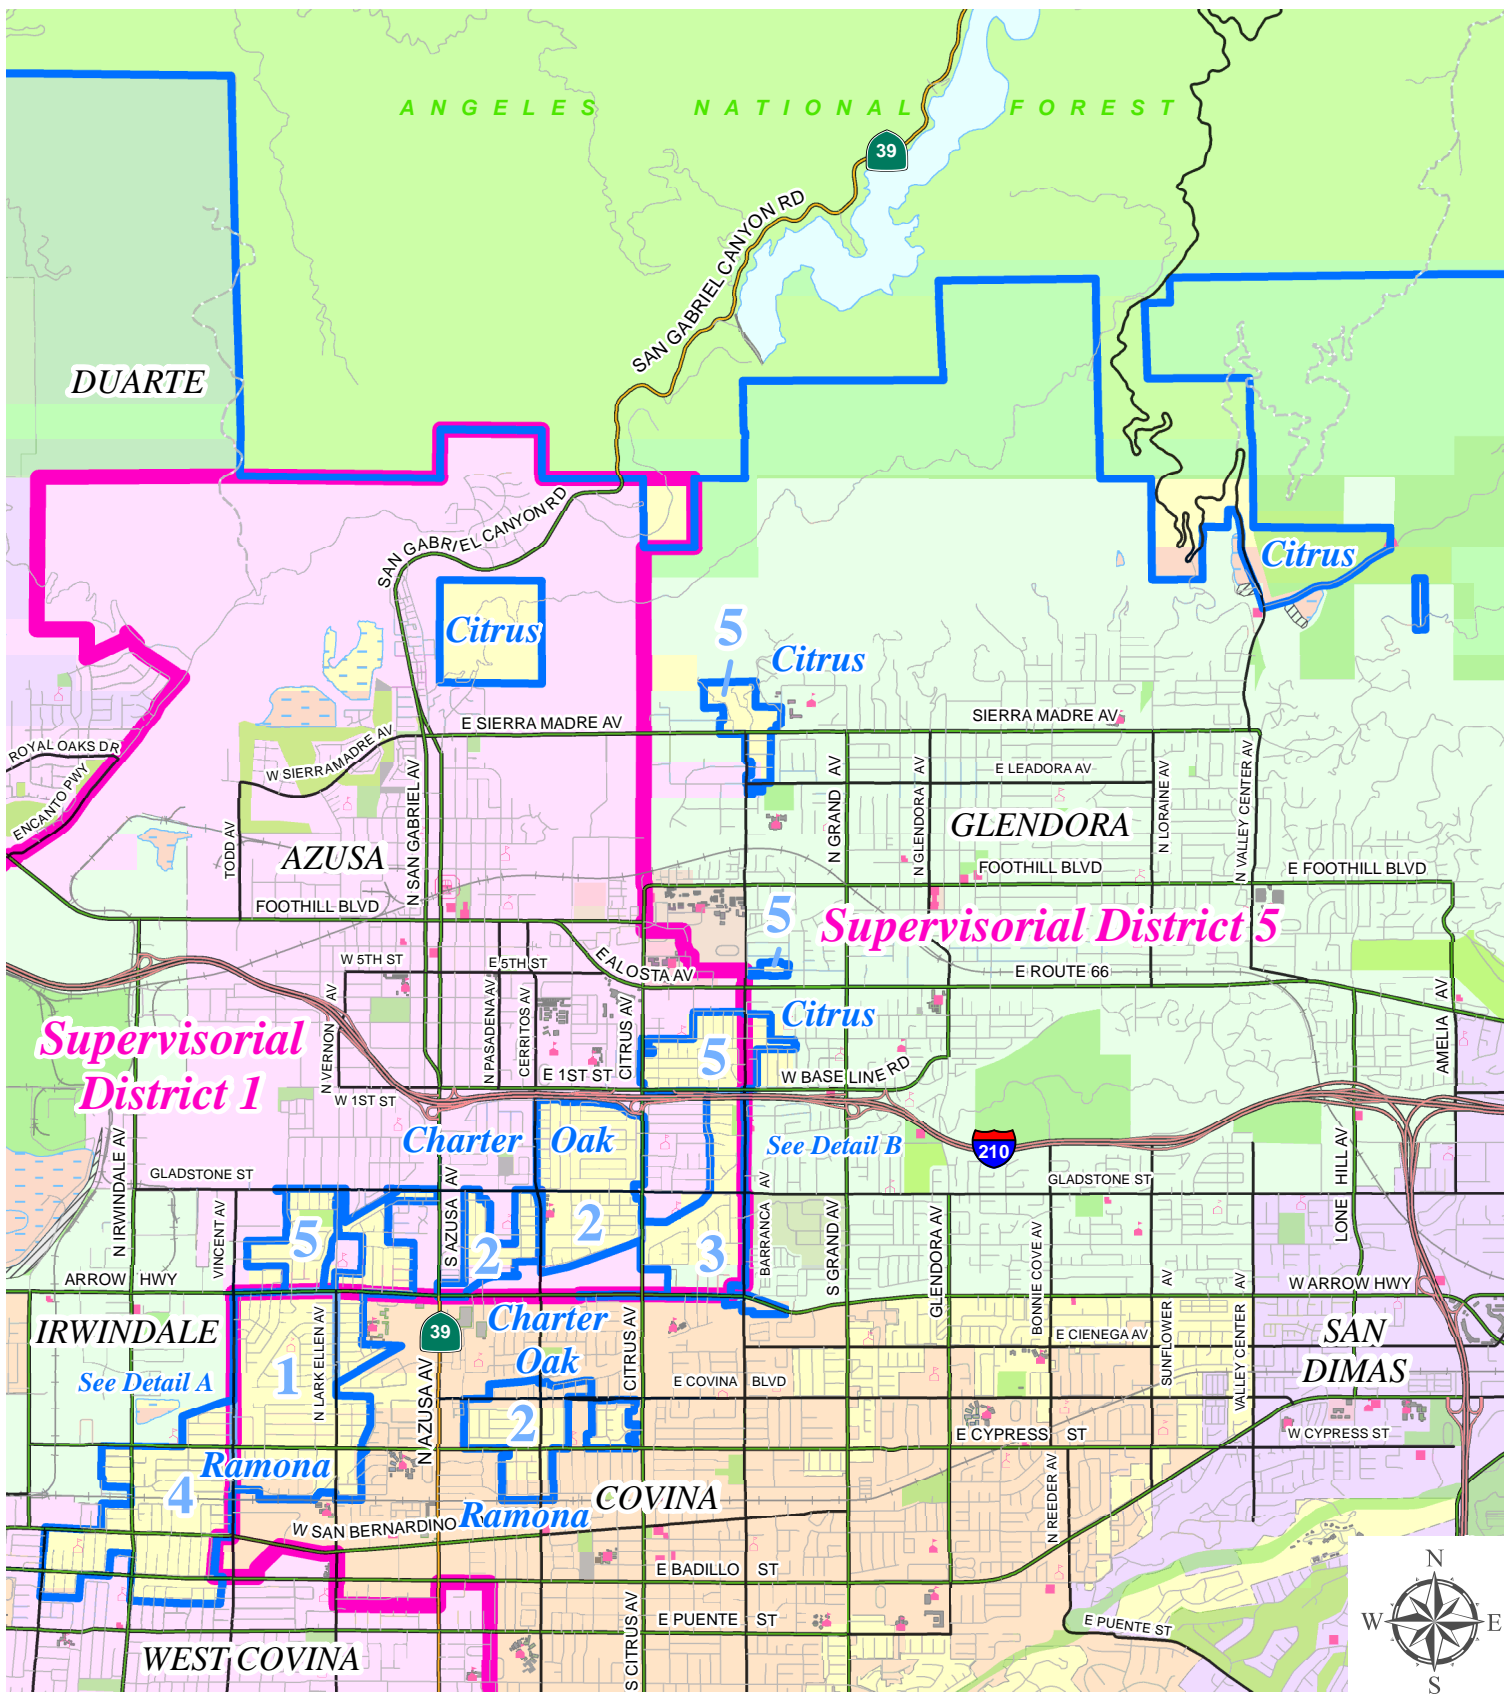 ANGELES NATIONAL FOREST
39
SAN GABRIEL CANYON RD
DUARTE
SAN GABRIEL CANYON RD
Citrus
Citrus
5
Citrus
E SIERRA MADRE AV
SIERRA MADRE AV
ROYAL OAKS DR
W SIERRA MADRE AV
ENCANTO PWY
E LEADORA AV
TODD AV
N SAN GABRIEL AV
N GRAND AV
N GLENDORA AV
N LORAINE AV
N VALLEY CENTER AV
AZUSA
GLENDORA
FOOTHILL BLVD
E FOOTHILL BLVD
FOOTHILL BLVD
5
Supervisorial District 5
W 5TH ST
E 5TH ST
E ALOSTA AV
E ROUTE 66
N VERNON AV
N PASADENA AV
CERRITOS AV
CITRUS AV
AMELIA AV
Citrus
Supervisorial
District 1
5
E 1ST ST
W BASE LINE RD
W 1ST ST
Charter Oak
See Detail B
210
N IRWINDALE AV
GLADSTONE ST
GLADSTONE ST
VINCENT AV
S AZUSA AV
BARRANCA AV
S GRAND AV
GLENDORA AV
BONNIE COVE AV
SUNFLOWER AV
VALLEY CENTER AV
LONE HILL AV
5
2
2
3
ARROW HWY
W ARROW HWY
IRWINDALE
39
Charter
Oak
E CIENEGA AV
SAN
DIMAS
See Detail A
1
N LARK ELLEN AV
N AZUSA AV
CITRUS AV
E COVINA BLVD
2
E CYPRESS ST
W CYPRESS ST
Ramona
4
COVINA
Ramona
W SAN BERNARDINO
N REEDER AV
E BADILLO ST
S CITRUS AV
E PUENTE ST
E PUENTE ST
WEST COVINA
N
W E
S